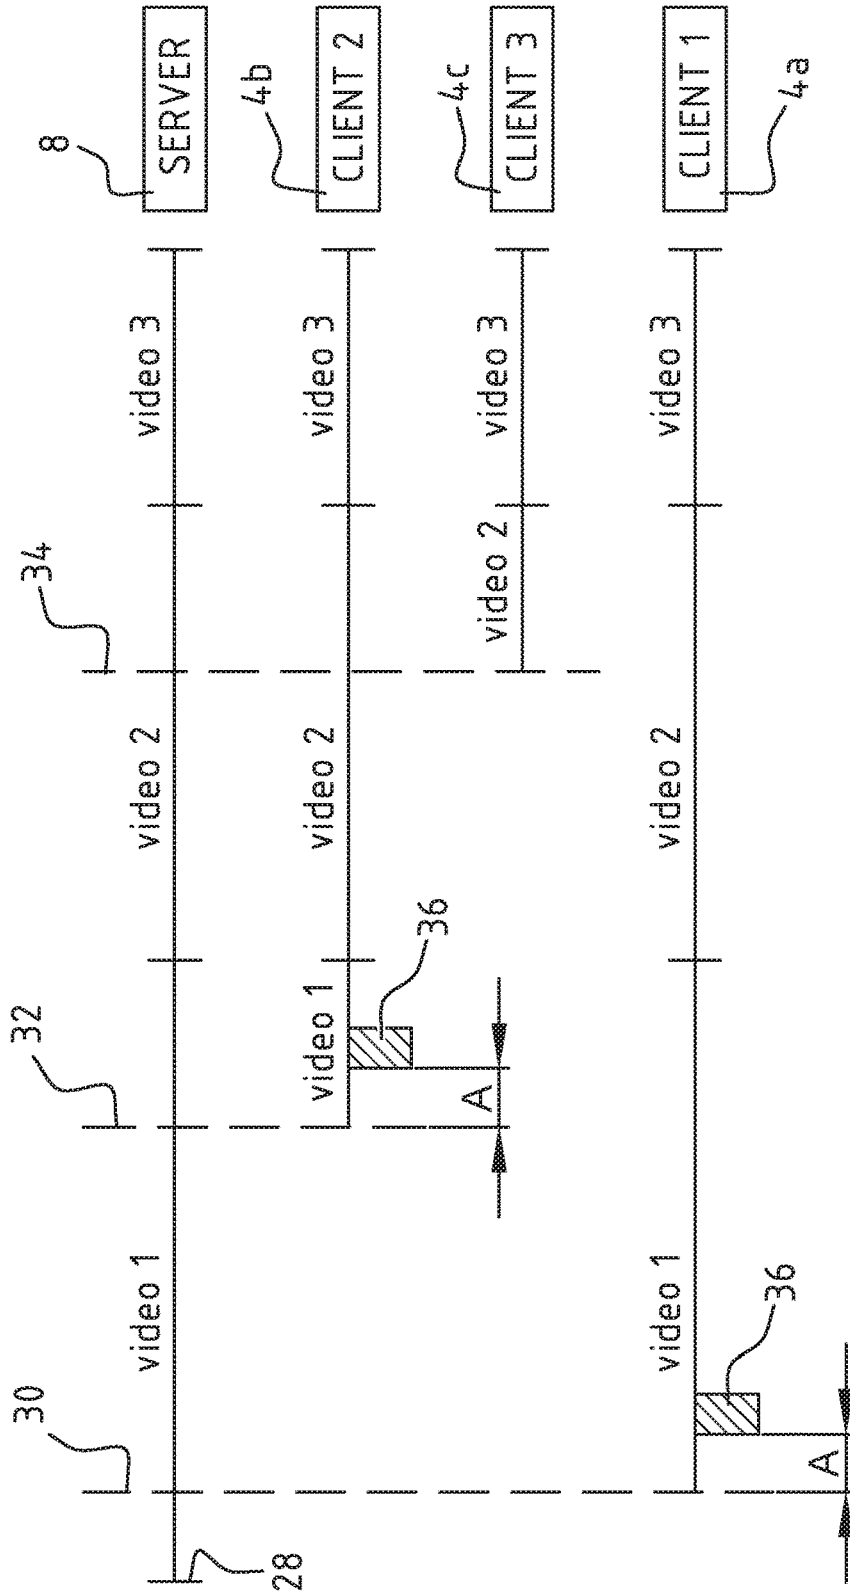 8
SERVER
video 3
video 2
video 1
28
30
32
34
4b
CLIENT 2
video 3
video 2
video 1
36
A
4c
CLIENT 3
video 3
video 2
4a
CLIENT 1
video 3
video 2
video 1
36
A